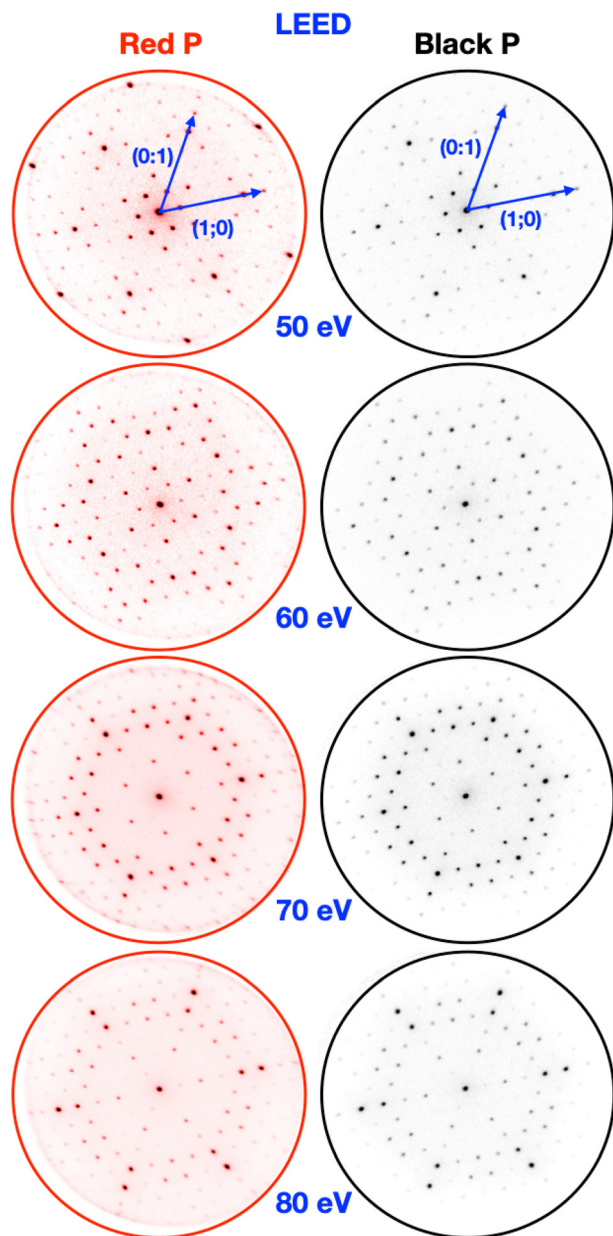 LEED
Red P Black P
(0:1) (0:1)
(1;0) (1;0)
50 eV
60 eV
70 eV
80 eV